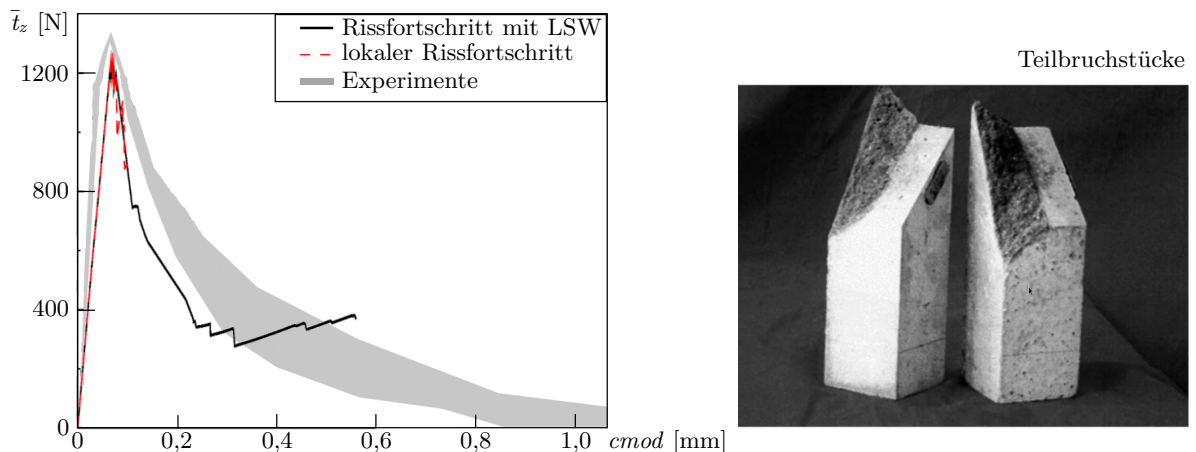 t̄z [N]
1200
800
400
0
0
0,2
0,4
0,6
0,8
1,0
cmod [mm]
Rissfortschritt mit LSW
lokaler Rissfortschritt
Experimente
Teilbruchstücke